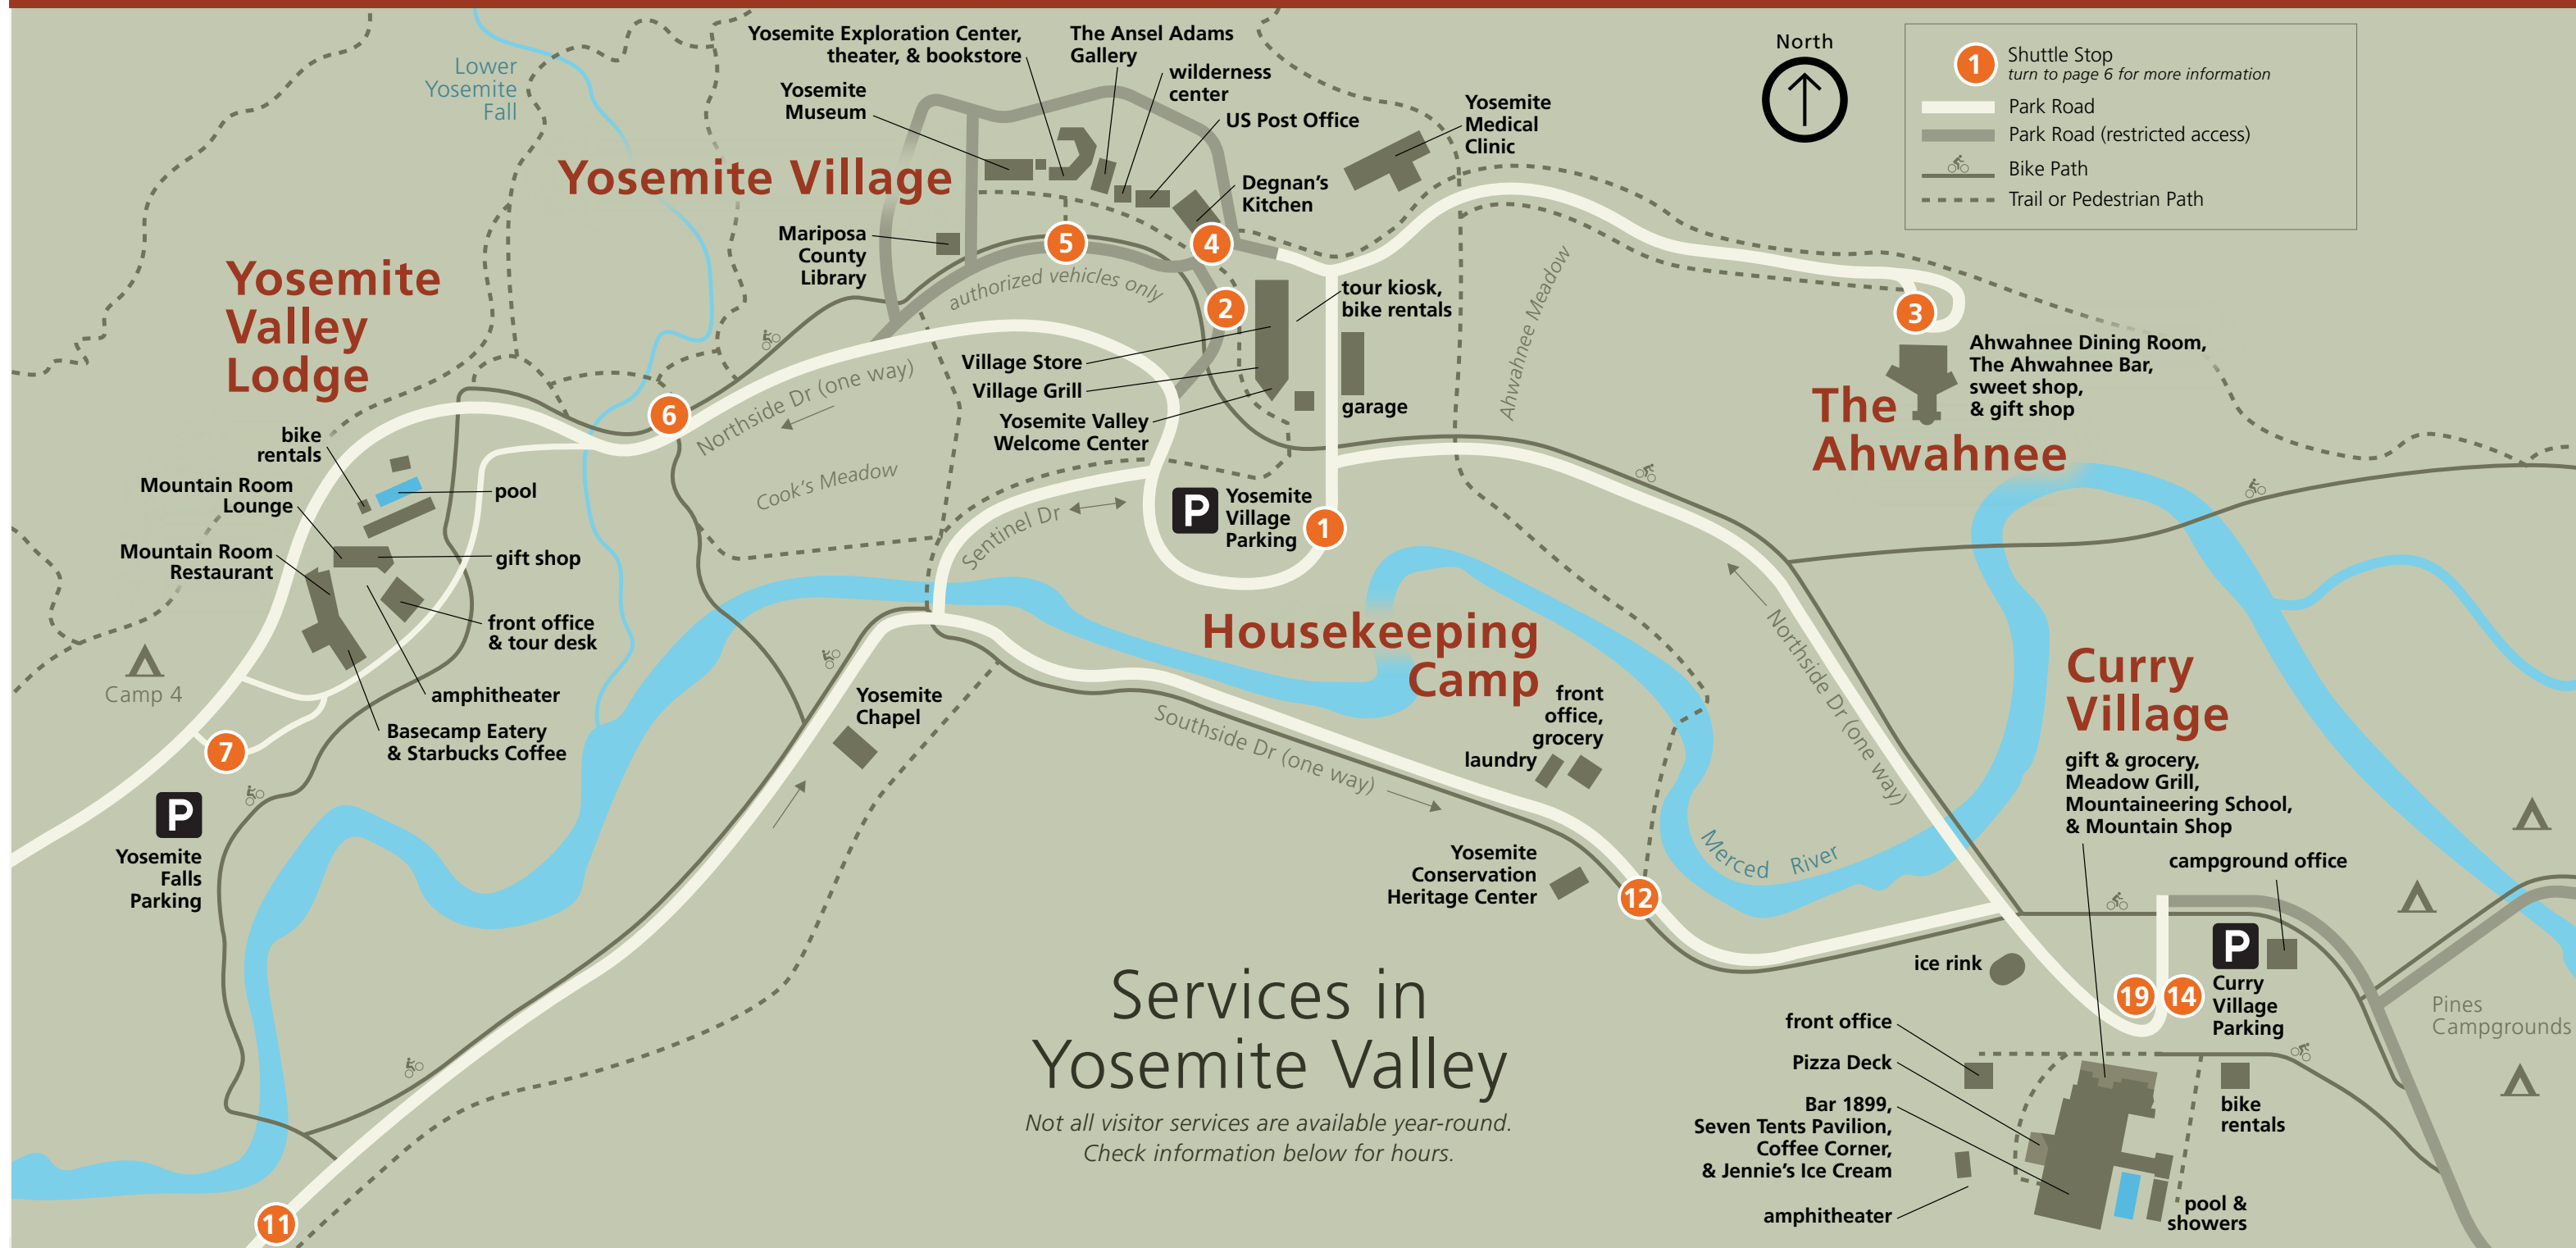 Yosemite Exploration Center,
theater, & bookstore
The Ansel Adams
Gallery
wilderness
center
Yosemite
Museum
US Post Office
Yosemite
Medical
Clinic
Degnan's
Kitchen
Lower
Yosemite
Fall
North
1
Shuttle Stop
turn to page 6 for more information
Park Road
Park Road (restricted access)
Bike Path
Trail or Pedestrian Path
Yosemite Village
Mariposa
County
Library
5
4
2
authorized vehicles only
tour kiosk,
bike rentals
Village Store
Village Grill
Yosemite Valley
Welcome Center
garage
Ahwahnee Meadow
3
Ahwahnee Dining Room,
The Ahwahnee Bar,
sweet shop,
& gift shop
The
Ahwahnee
Yosemite
Valley
Lodge
6
Northside Dr (one way)
Cook's Meadow
Sentinel Dr
P
Yosemite
Village
Parking
1
bike
rentals
Mountain Room
Lounge
Mountain Room
Restaurant
pool
gift shop
front office
& tour desk
amphitheater
Basecamp Eatery
& Starbucks Coffee
Camp 4
7
P
Yosemite
Falls
Parking
Yosemite
Chapel
Housekeeping
Camp
front
office,
grocery
laundry
Southside Dr (one way)
Northside Dr (one way)
Merced River
Yosemite
Conservation
Heritage Center
12
Curry
Village
gift & grocery,
Meadow Grill,
Mountaineering School,
& Mountain Shop
campground office
ice rink
19
14
P
Curry
Village
Parking
Pines
Campgrounds
front office
Pizza Deck
Bar 1899,
Seven Tents Pavilion,
Coffee Corner,
& Jennie's Ice Cream
amphitheater
bike
rentals
pool &
showers
11
Services in
Yosemite Valley
Not all visitor services are available year-round.
Check information below for hours.